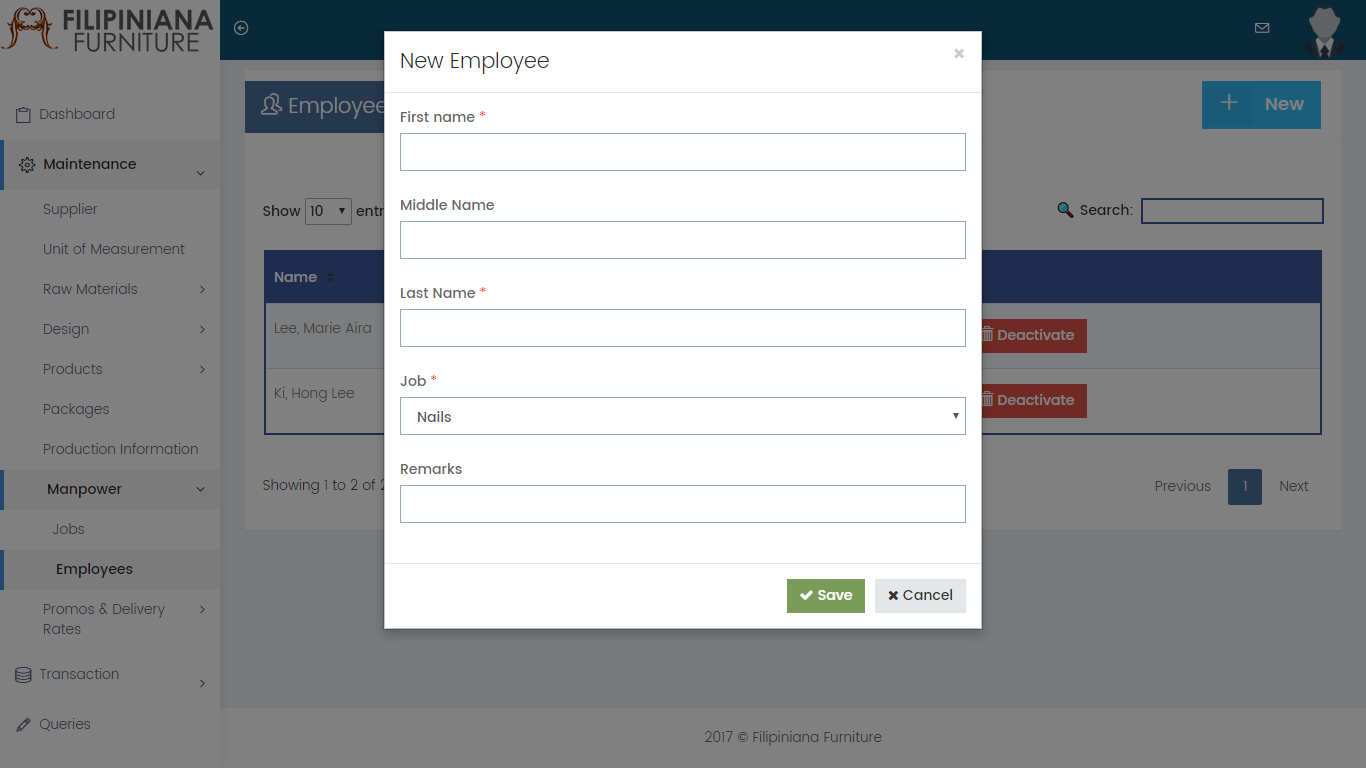 FILIPINIANA
FURNITURE
Dashboard
Maintenance
Supplier
Unit of Measurement
Raw Materials
Design
Products
Packages
Production Information
Manpower
Jobs
Employees
Promos & Delivery
Rates
Transaction
Queries
Employee
New
Show 10 entr
Search:
Name
Lee, Marie Aira
Deactivate
Ki, Hong Lee
Deactivate
Showing 1 to 2 of 2
Previous 1 Next
New Employee
×
First name *
Middle Name
Last Name *
Job *
Nails
Remarks
Save
Cancel
2017 © Filipiniana Furniture